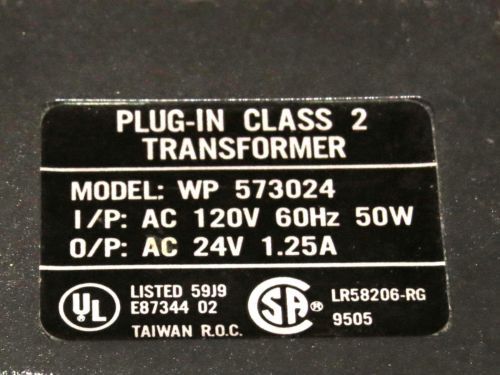 PLUG-IN CLASS 2
TRANSFORMER
MODEL: WP 573024
I/P: AC 120V 60Hz 50W
O/P: AC 24V 1.25A
UL ®
LISTED 59J9
E87344 02
TAIWAN R.O.C.
SA ®
LR58206-RG
9505